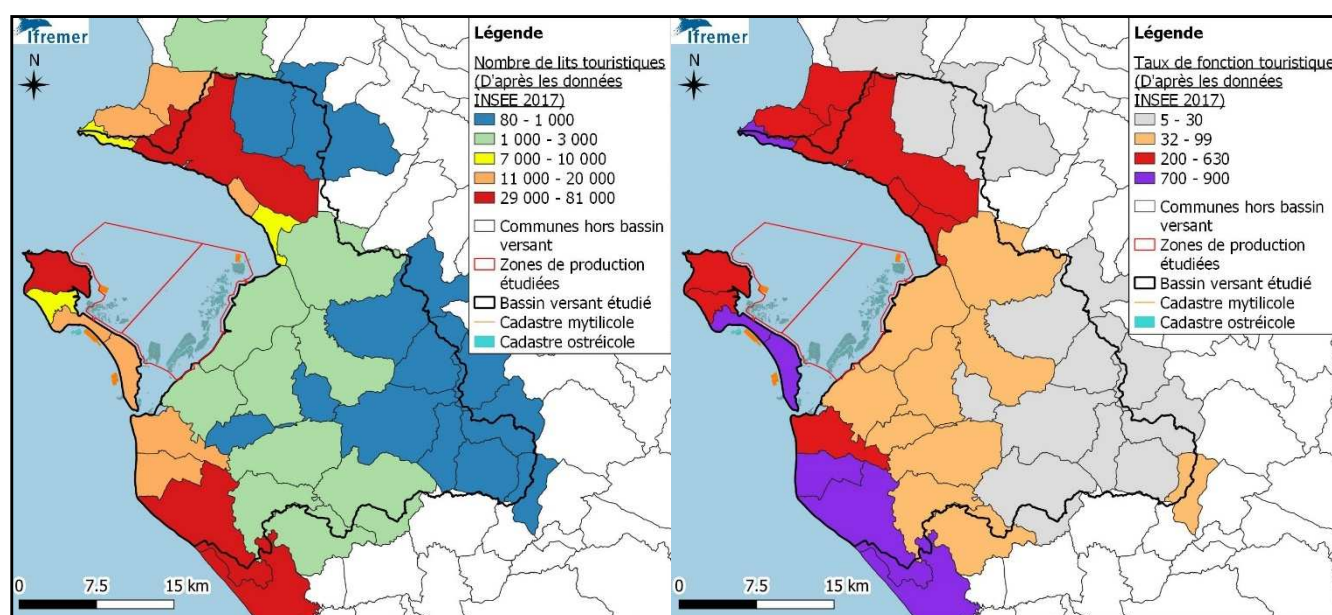 Ifremer
N
Légende
Nombre de lits touristiques
(D'après les données
INSEE 2017)
80 - 1 000
1 000 - 3 000
7 000 - 10 000
11 000 - 20 000
29 000 - 81 000
Communes hors bassin
versant
Zones de production
étudiées
Bassin versant étudié
Cadastre mytilicole
Cadastre ostréicole
0 7.5 15 km
Ifremer
N
Légende
Taux de fonction touristique
(D'après les données
INSEE 2017)
5 - 30
32 - 99
200 - 630
700 - 900
Communes hors bassin
versant
Zones de production
étudiées
Bassin versant étudié
Cadastre mytilicole
Cadastre ostréicole
0 7.5 15 km